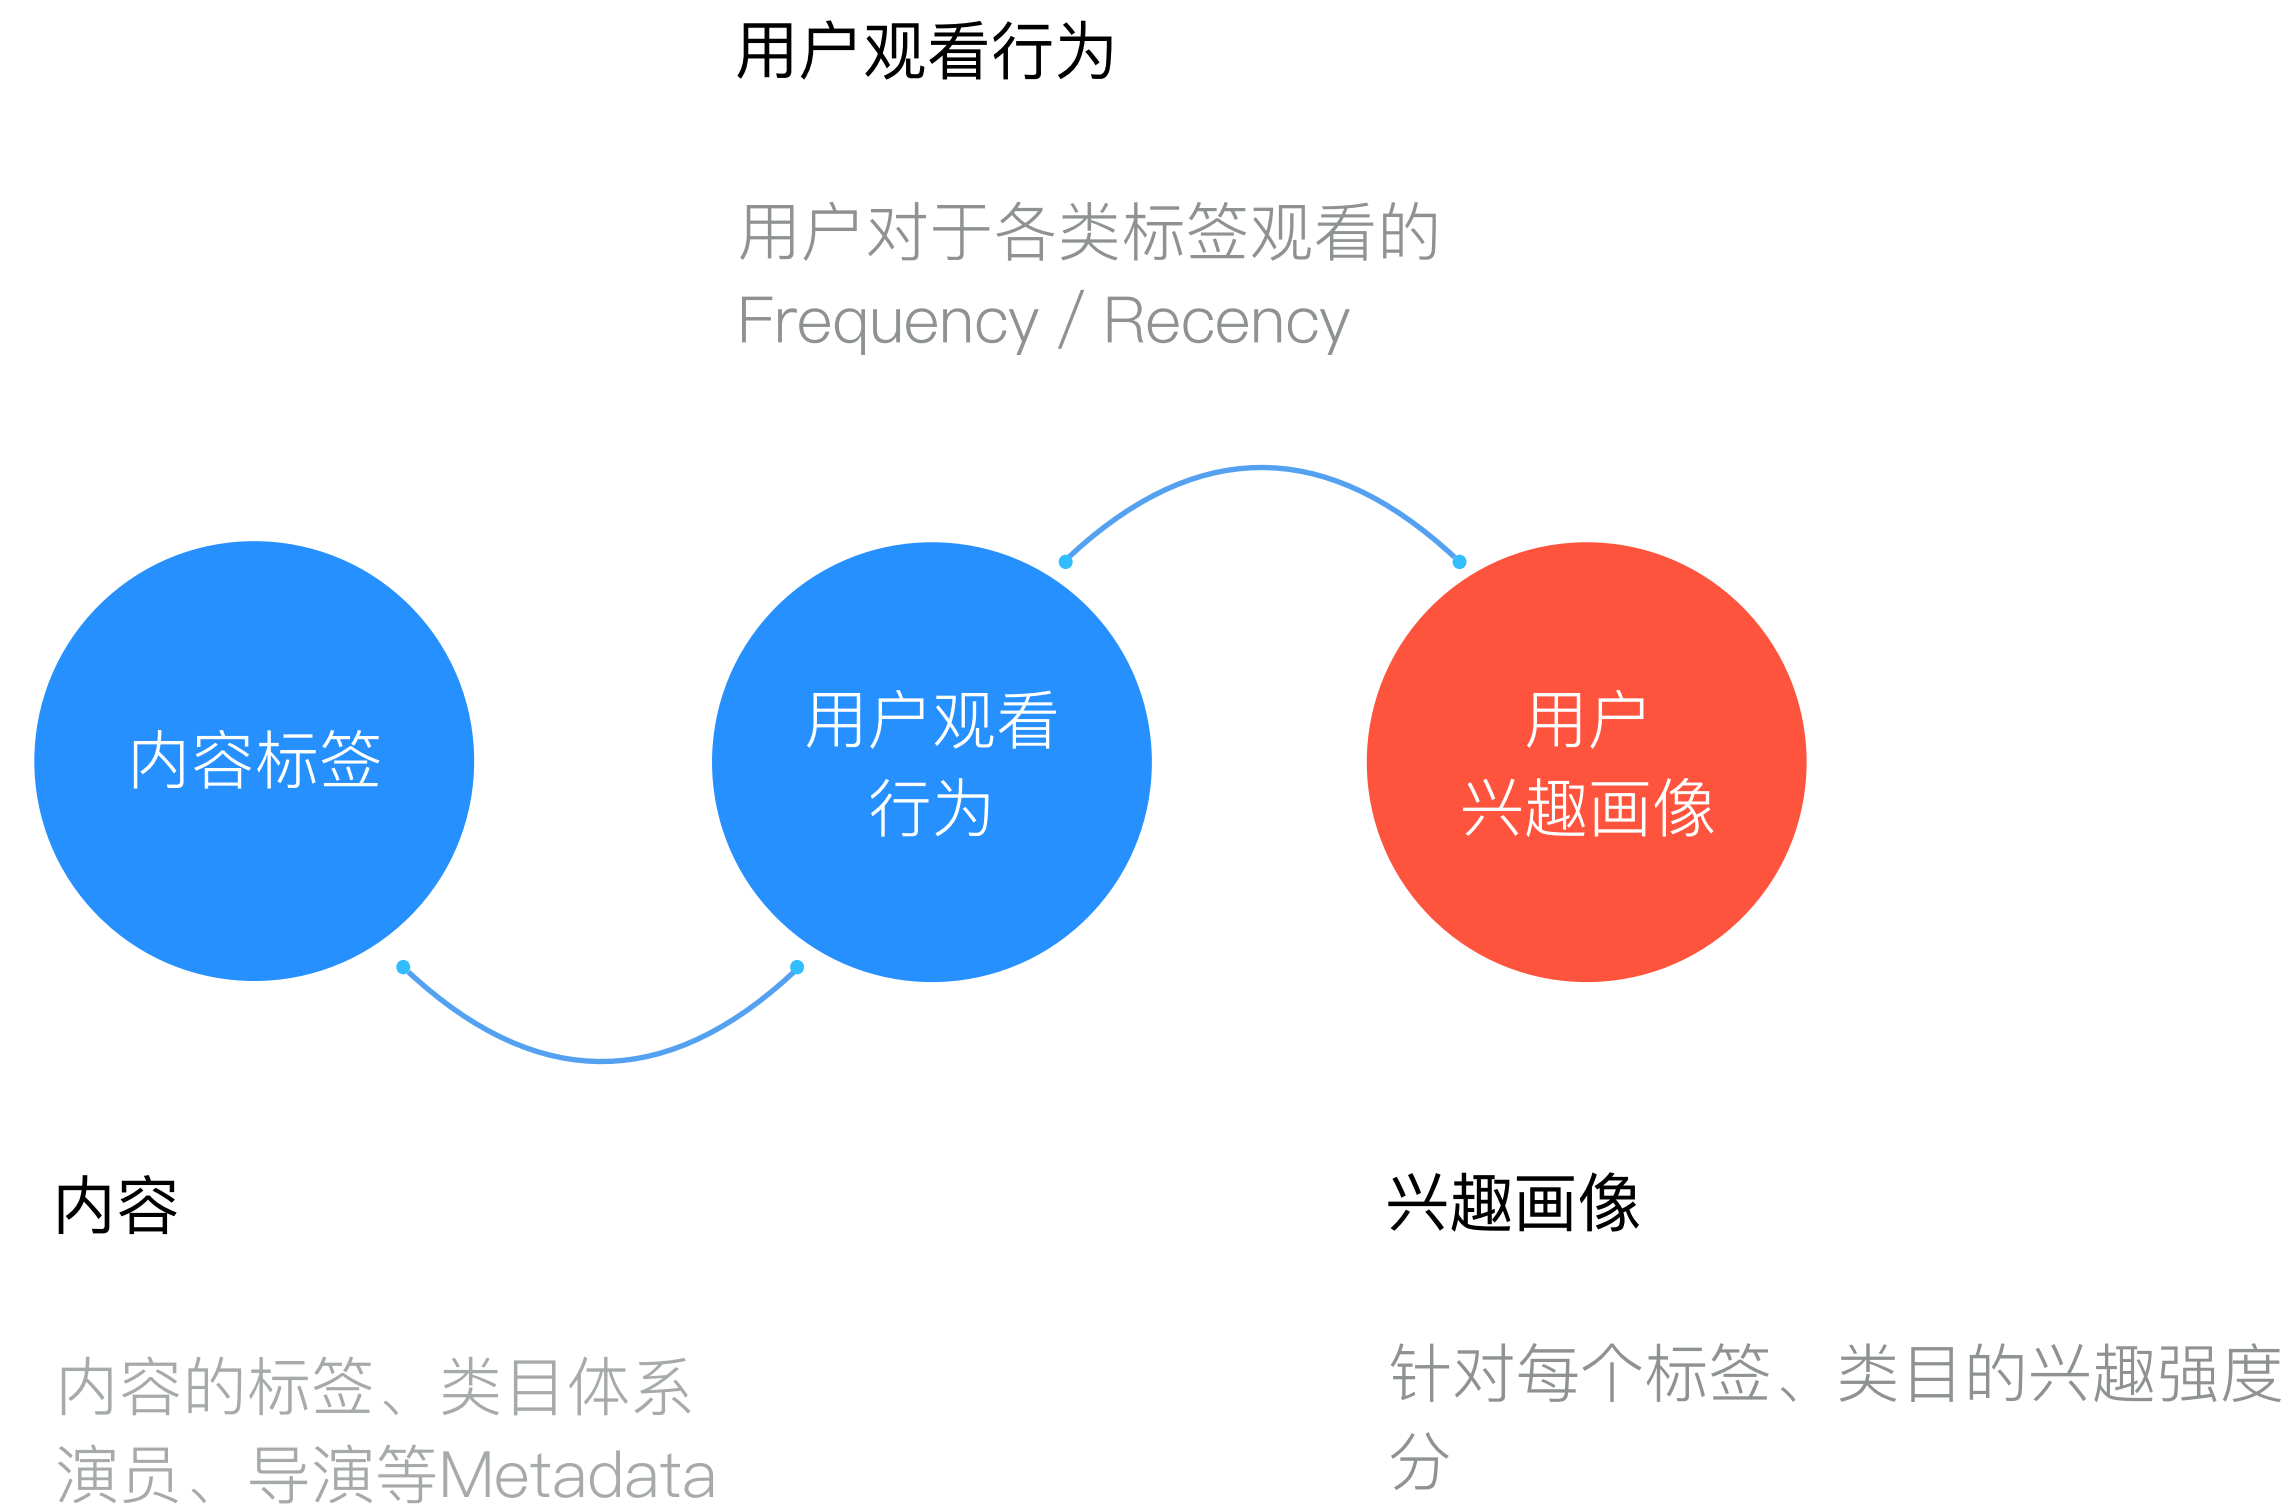 用户观看行为
用户对于各类标签观看的
Frequency / Recency
内容标签
用户观看
行为
用户
兴趣画像
内容
内容的标签、类目体系
演员、导演等Metadata
兴趣画像
针对每个标签、类目的兴趣强度
分